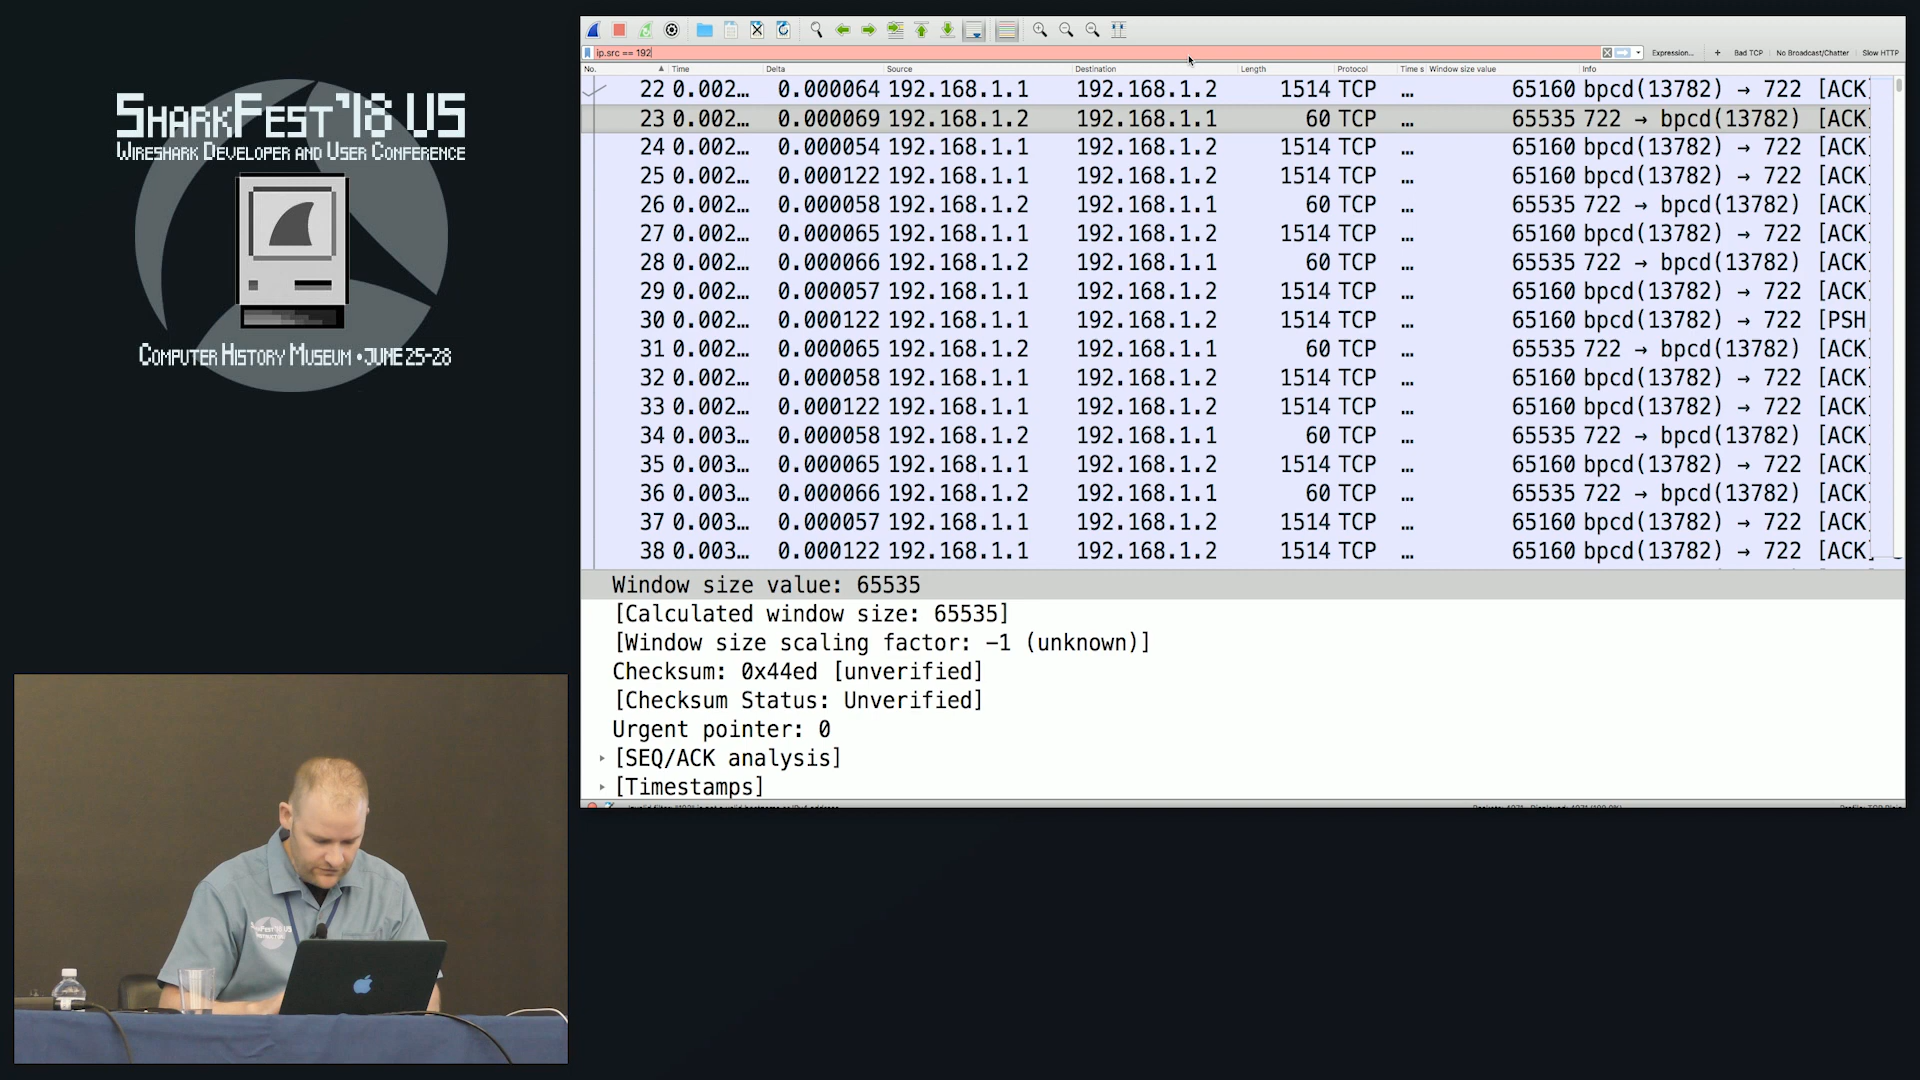 SHARKFEST '18 US
WIRESHARK DEVELOPER AND USER CONFERENCE
COMPUTER HISTORY MUSEUM • JUNE 25-28
ip.src == 192
Expression... + Bad TCP No Broadcast/Chatter Slow HTTP
No. Time Delta Source Destination Length Protocol Time s Window size value Info
22 0.002… 0.000064 192.168.1.1 192.168.1.2 1514 TCP … 65160 bpcd(13782) → 722 [ACK]
23 0.002… 0.000069 192.168.1.2 192.168.1.1 60 TCP … 65535 722 → bpcd(13782) [ACK]
24 0.002… 0.000054 192.168.1.1 192.168.1.2 1514 TCP … 65160 bpcd(13782) → 722 [ACK]
25 0.002… 0.000122 192.168.1.1 192.168.1.2 1514 TCP … 65160 bpcd(13782) → 722 [ACK]
26 0.002… 0.000058 192.168.1.2 192.168.1.1 60 TCP … 65535 722 → bpcd(13782) [ACK]
27 0.002… 0.000065 192.168.1.1 192.168.1.2 1514 TCP … 65160 bpcd(13782) → 722 [ACK]
28 0.002… 0.000066 192.168.1.2 192.168.1.1 60 TCP … 65535 722 → bpcd(13782) [ACK]
29 0.002… 0.000057 192.168.1.1 192.168.1.2 1514 TCP … 65160 bpcd(13782) → 722 [ACK]
30 0.002… 0.000122 192.168.1.1 192.168.1.2 1514 TCP … 65160 bpcd(13782) → 722 [PSH,
31 0.002… 0.000065 192.168.1.2 192.168.1.1 60 TCP … 65535 722 → bpcd(13782) [ACK]
32 0.002… 0.000058 192.168.1.1 192.168.1.2 1514 TCP … 65160 bpcd(13782) → 722 [ACK]
33 0.002… 0.000122 192.168.1.1 192.168.1.2 1514 TCP … 65160 bpcd(13782) → 722 [ACK]
34 0.003… 0.000058 192.168.1.2 192.168.1.1 60 TCP … 65535 722 → bpcd(13782) [ACK]
35 0.003… 0.000065 192.168.1.1 192.168.1.2 1514 TCP … 65160 bpcd(13782) → 722 [ACK]
36 0.003… 0.000066 192.168.1.2 192.168.1.1 60 TCP … 65535 722 → bpcd(13782) [ACK]
37 0.003… 0.000057 192.168.1.1 192.168.1.2 1514 TCP … 65160 bpcd(13782) → 722 [ACK]
38 0.003… 0.000122 192.168.1.1 192.168.1.2 1514 TCP … 65160 bpcd(13782) → 722 [ACK]
Window size value: 65535
[Calculated window size: 65535]
[Window size scaling factor: -1 (unknown)]
Checksum: 0x44ed [unverified]
[Checksum Status: Unverified]
Urgent pointer: 0
[SEQ/ACK analysis]
[Timestamps]
SharkFest '18 US